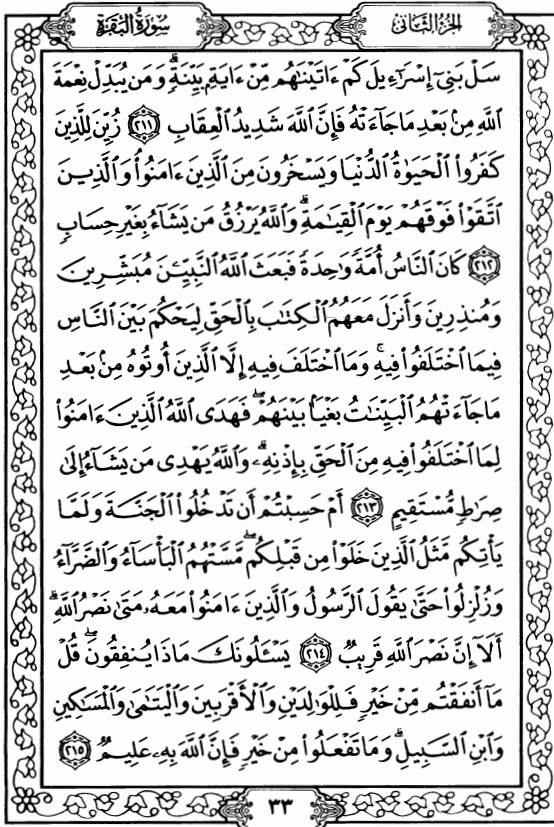 سُورَةُ البَقَرَةِ
الجُزْءُ الثَّانِي
سَلْ بَنِىٓ إِسْرَٰٓءِيلَ كَمْ ءَاتَيْنَٰهُم مِّنْ ءَايَةٍۭ بَيِّنَةٍۗ وَمَن يُبَدِّلْ نِعْمَةَ
ٱللَّهِ مِنۢ بَعْدِ مَا جَآءَتْهُ فَإِنَّ ٱللَّهَ شَدِيدُ ٱلْعِقَابِ ٢١١ زُيِّنَ لِلَّذِينَ
كَفَرُوا۟ ٱلْحَيَوٰةُ ٱلدُّنْيَا وَيَسْخَرُونَ مِنَ ٱلَّذِينَ ءَامَنُوا۟ وَٱلَّذِينَ
ٱتَّقَوْا۟ فَوْقَهُمْ يَوْمَ ٱلْقِيَٰمَةِۗ وَٱللَّهُ يَرْزُقُ مَن يَشَآءُ بِغَيْرِ حِسَابٍ
٢١٢ كَانَ ٱلنَّاسُ أُمَّةً وَٰحِدَةً فَبَعَثَ ٱللَّهُ ٱلنَّبِيِّۦنَ مُبَشِّرِينَ
وَمُنذِرِينَ وَأَنزَلَ مَعَهُمُ ٱلْكِتَٰبَ بِٱلْحَقِّ لِيَحْكُمَ بَيْنَ ٱلنَّاسِ
فِيمَا ٱخْتَلَفُوا۟ فِيهِۚ وَمَا ٱخْتَلَفَ فِيهِ إِلَّا ٱلَّذِينَ أُوتُوهُ مِنۢ بَعْدِ
مَا جَآءَتْهُمُ ٱلْبَيِّنَٰتُ بَغْيًۢا بَيْنَهُمْۖ فَهَدَى ٱللَّهُ ٱلَّذِينَ ءَامَنُوا۟
لِمَا ٱخْتَلَفُوا۟ فِيهِ مِنَ ٱلْحَقِّ بِإِذْنِهِۦۗ وَٱللَّهُ يَهْدِى مَن يَشَآءُ إِلَىٰ
صِرَٰطٍ مُّسْتَقِيمٍ ٢١٣ أَمْ حَسِبْتُمْ أَن تَدْخُلُوا۟ ٱلْجَنَّةَ وَلَمَّا
يَأْتِكُم مَّثَلُ ٱلَّذِينَ خَلَوْا۟ مِن قَبْلِكُمۖ مَّسَّتْهُمُ ٱلْبَأْسَآءُ وَٱلضَّرَّآءُ
وَزُلْزِلُوا۟ حَتَّىٰ يَقُولَ ٱلرَّسُولُ وَٱلَّذِينَ ءَامَنُوا۟ مَعَهُۥ مَتَىٰ نَصْرُ ٱللَّهِۗ
أَلَآ إِنَّ نَصْرَ ٱللَّهِ قَرِيبٌ ٢١٤ يَسْـَٔلُونَكَ مَاذَا يُنفِقُونَۖ قُلْ
مَآ أَنفَقْتُم مِّنْ خَيْرٍ فَلِلْوَٰلِدَيْنِ وَٱلْأَقْرَبِينَ وَٱلْيَتَٰمَىٰ وَٱلْمَسَٰكِينِ
وَٱبْنِ ٱلسَّبِيلِۗ وَمَا تَفْعَلُوا۟ مِنْ خَيْرٍ فَإِنَّ ٱللَّهَ بِهِۦ عَلِيمٌ ٢١٥
٣٣